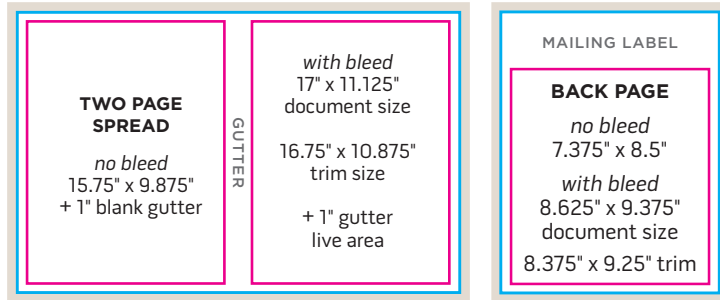 TWO PAGE
SPREAD
no bleed
15.75" x 9.875"
+ 1" blank gutter
GUTTER
with bleed
17" x 11.125"
document size
16.75" x 10.875"
trim size
+ 1" gutter
live area
MAILING LABEL
BACK PAGE
no bleed
7.375" x 8.5"
with bleed
8.625" x 9.375"
document size
8.375" x 9.25" trim